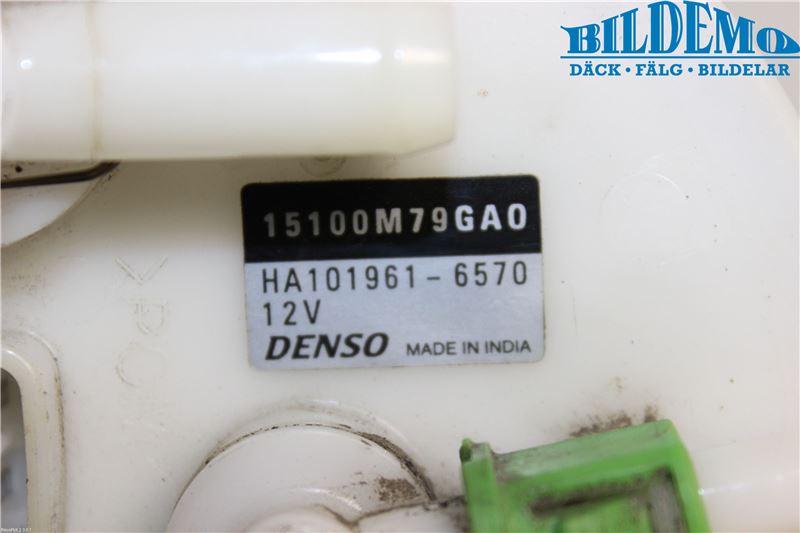 BILDEMO
DÄCK • FÄLG • BILDELAR
15100M79GA0
HA101961-6570
12V
DENSO MADE IN INDIA